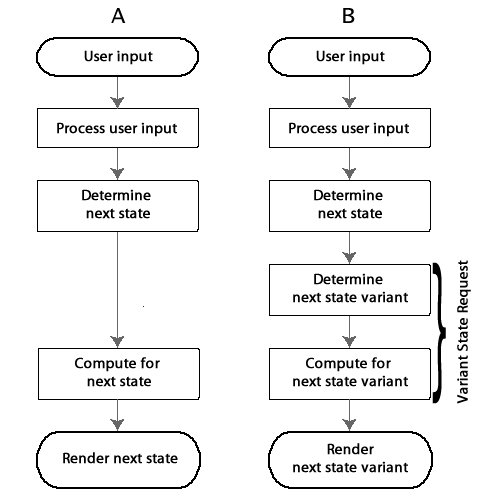 A
User input
Process user input
Determine
next state
Compute for
next state
Render next state
B
User input
Process user input
Determine
next state
Determine
next state variant
Compute for
next state variant
Render
next state variant
Variant State Request